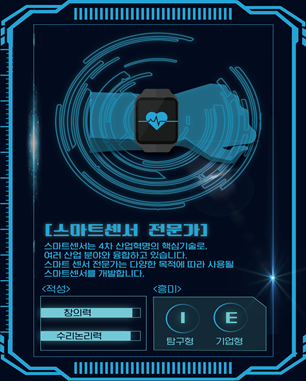 [스마트센서 전문가]
스마트센서는 4차 산업혁명의 핵심기술로,
여러 산업 분야와 융합하고 있습니다.
스마트 센서 전문가는 다양한 목적에 따라 사용될
스마트센서를 개발합니다.
<적성>
창의력
수리논리력
<흥미>
I E
탐구형 기업형